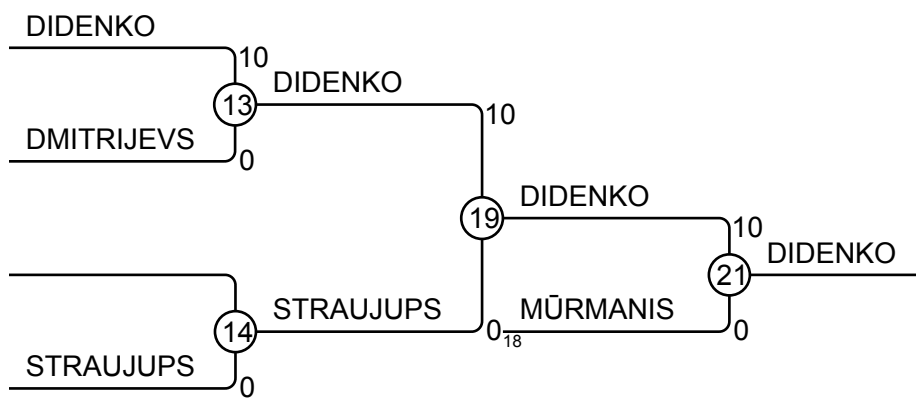 DIDENKO
10
13
DIDENKO
10
DMITRIJEVS
0
19
DIDENKO
10
21
DIDENKO
14
STRAUJUPS
0
18
MŪRMANIS
0
STRAUJUPS
0